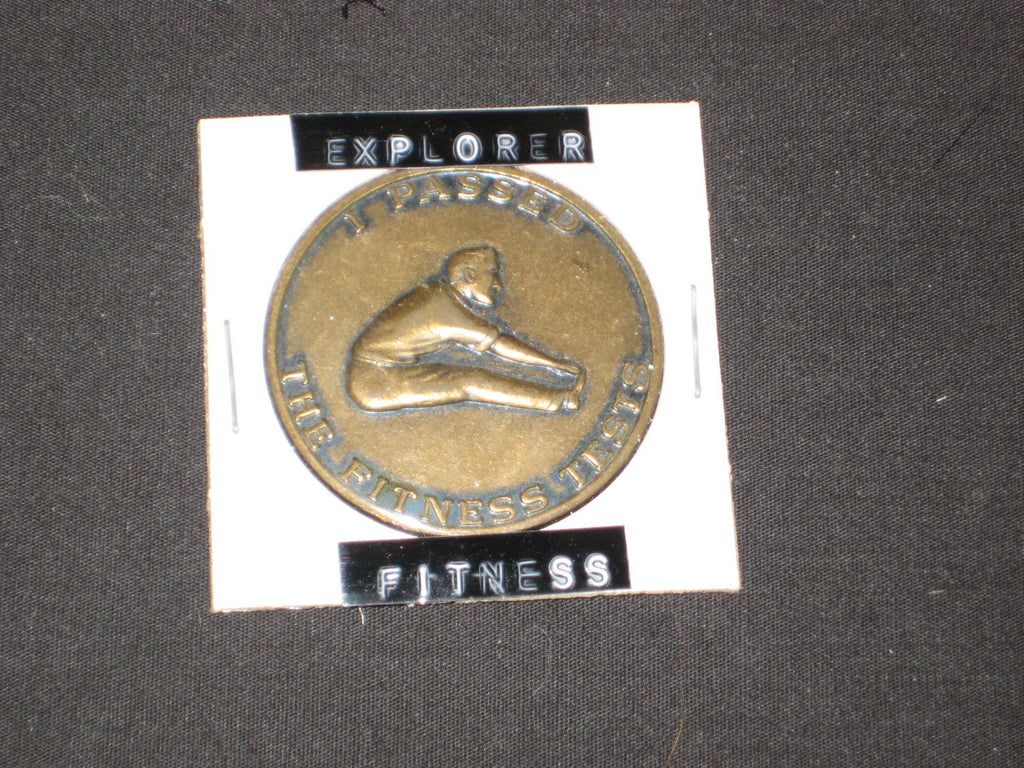 EXPLORER
I PASSED
THE FITNESS TESTS
FITNESS